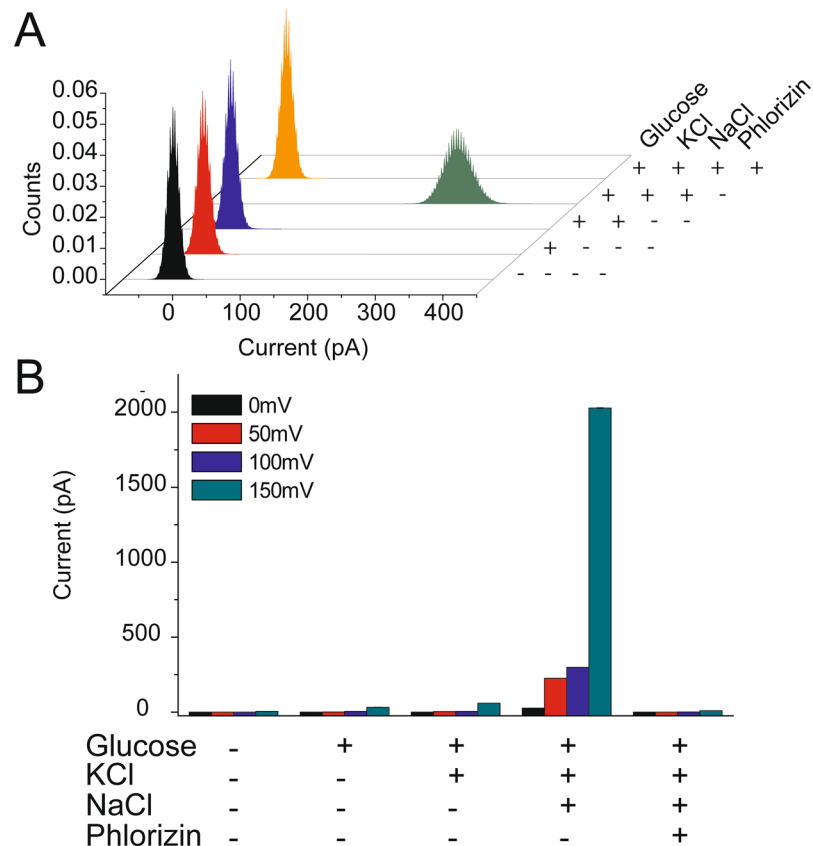 A
Glucose
KCl
NaCl
Phlorizin
0.06
0.05
0.04
0.03
0.02
0.01
0.00
Counts
+ + + +
+ + + -
+ + - -
+ - - -
- - - -
0 100 200 300 400
Current (pA)
B
-
2000
1500
1000
500
0
Current (pA)
0mV
50mV
100mV
150mV
Glucose - + + + +
KCl - - + + +
NaCl - - - + +
Phlorizin - - - - +